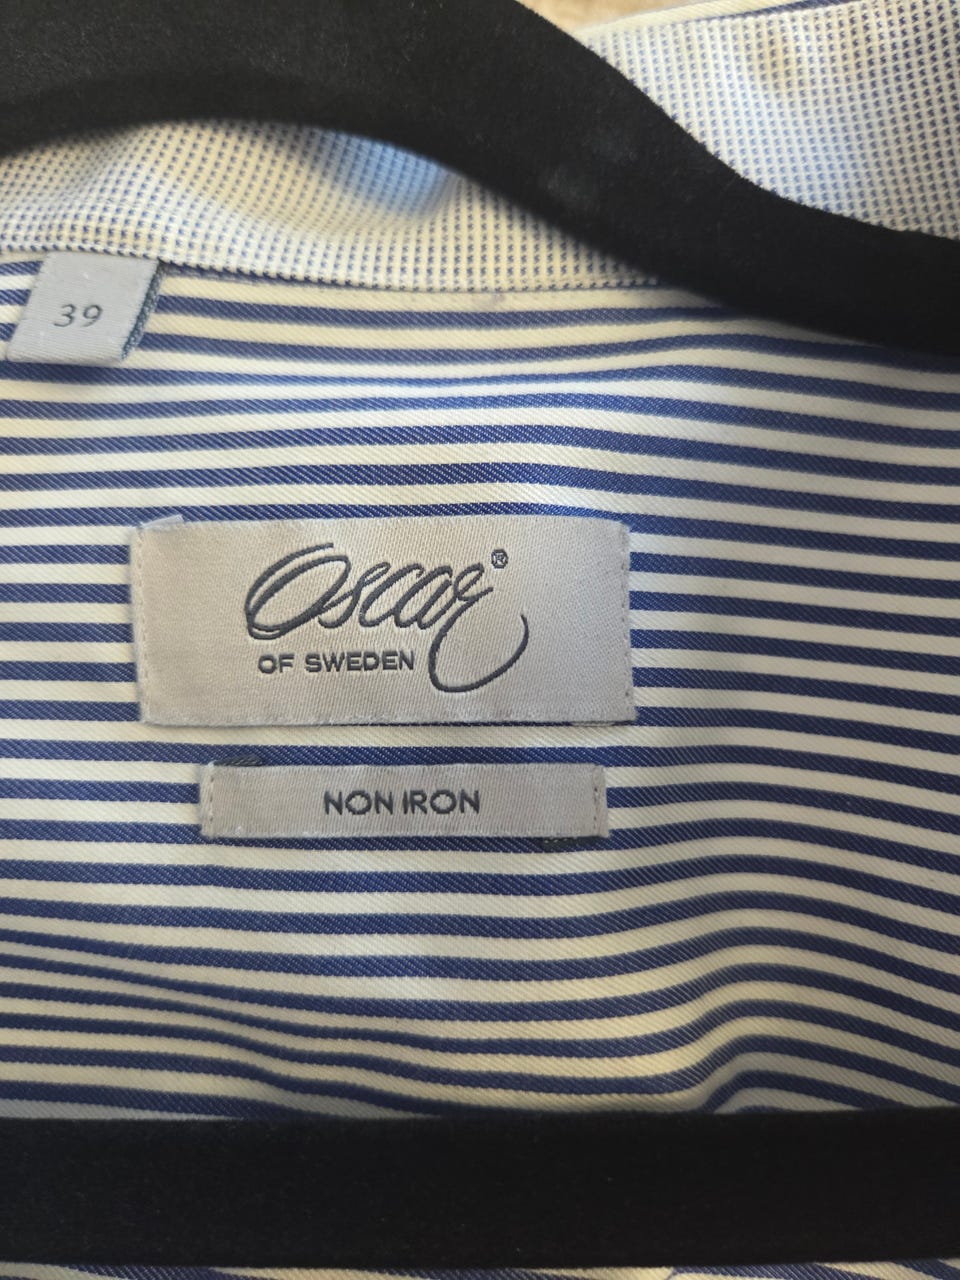 39
Oscar®
OF SWEDEN
NON IRON